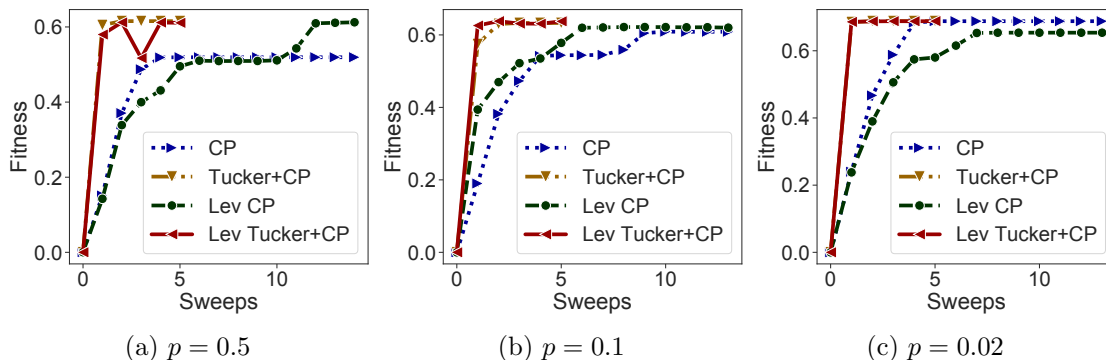 Fitness
0.6
0.4
0.2
0.0
CP
Tucker+CP
Lev CP
Lev Tucker+CP
0
5
10
Sweeps
(a) p = 0.5
Fitness
0.6
0.4
0.2
0.0
CP
Tucker+CP
Lev CP
Lev Tucker+CP
0
5
10
Sweeps
(b) p = 0.1
Fitness
0.6
0.4
0.2
0.0
CP
Tucker+CP
Lev CP
Lev Tucker+CP
0
5
10
Sweeps
(c) p = 0.02